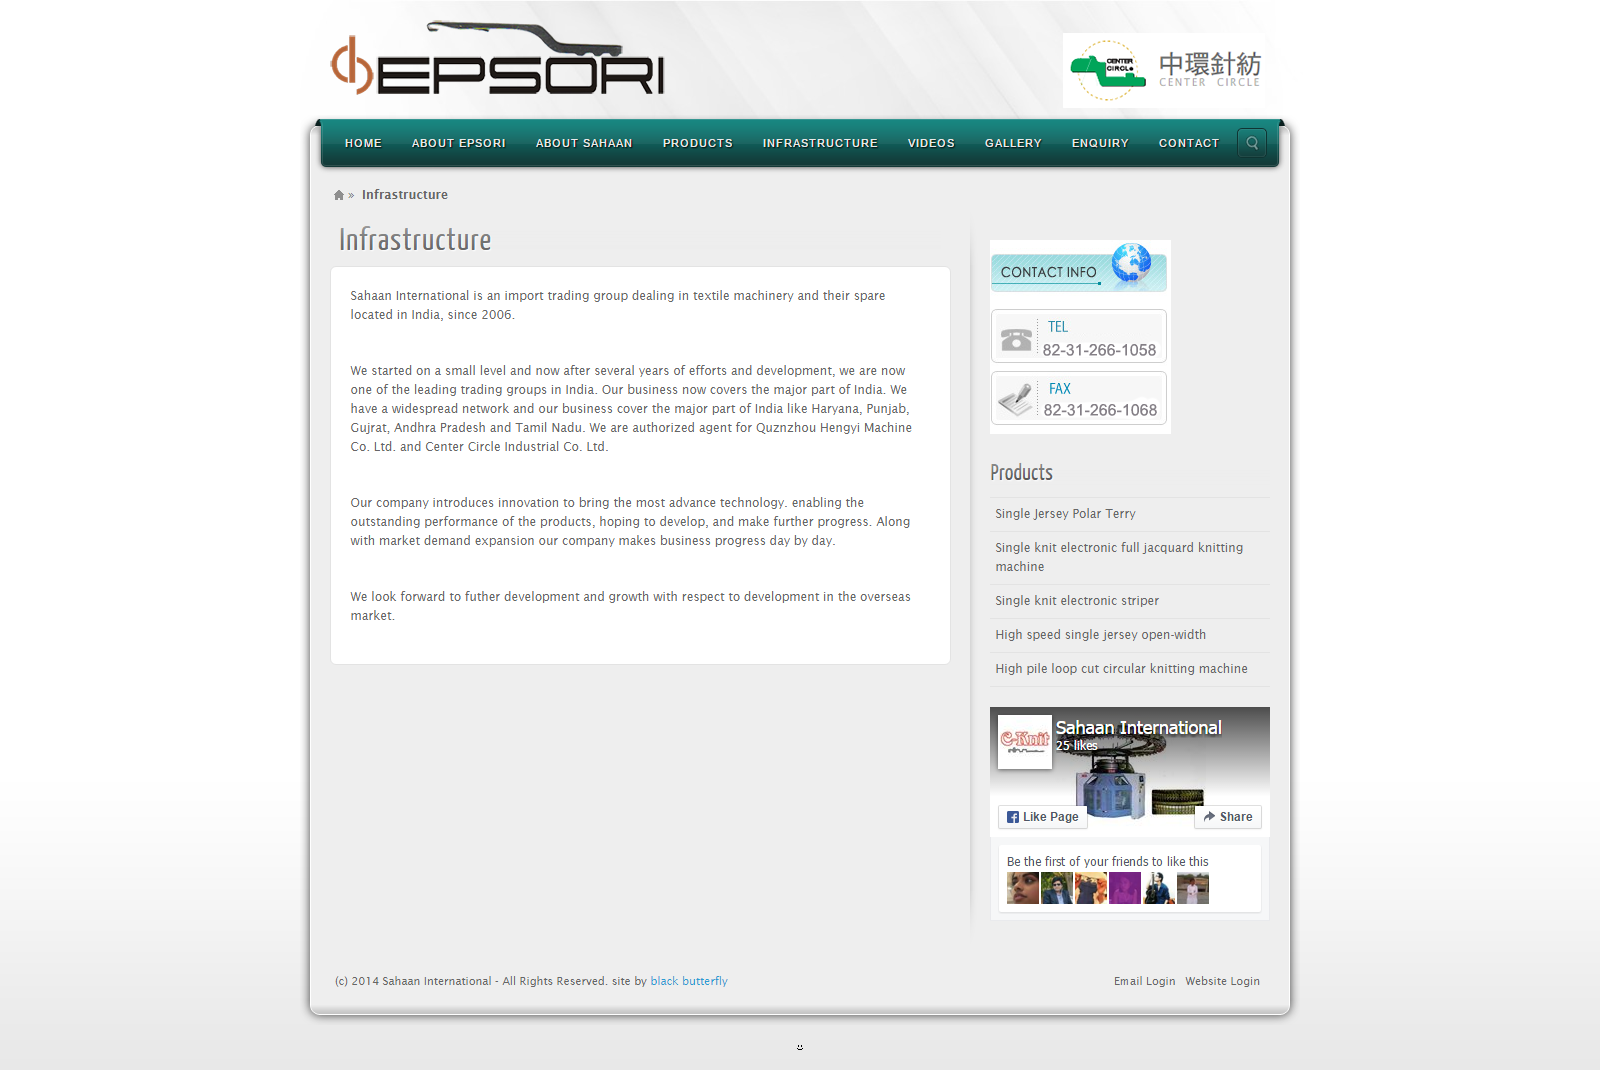 EPSORI
CENTER
CIRCLE
中環針紡
CENTER CIRCLE
HOME ABOUT EPSORI ABOUT SAHAAN PRODUCTS INFRASTRUCTURE VIDEOS GALLERY ENQUIRY CONTACT
» Infrastructure
Infrastructure
Sahaan International is an import trading group dealing in textile machinery and their spare
located in India, since 2006.
We started on a small level and now after several years of efforts and development, we are now
one of the leading trading groups in India. Our business now covers the major part of India. We
have a widespread network and our business cover the major part of India like Haryana, Punjab,
Gujrat, Andhra Pradesh and Tamil Nadu. We are authorized agent for Quznzhou Hengyi Machine
Co. Ltd. and Center Circle Industrial Co. Ltd.
Our company introduces innovation to bring the most advance technology. enabling the
outstanding performance of the products, hoping to develop, and make further progress. Along
with market demand expansion our company makes business progress day by day.
We look forward to futher development and growth with respect to development in the overseas
market.
CONTACT INFO
TEL
82-31-266-1058
FAX
82-31-266-1068
Products
Single Jersey Polar Terry
Single knit electronic full jacquard knitting
machine
Single knit electronic striper
High speed single jersey open-width
High pile loop cut circular knitting machine
C-Knit
Sahaan International
25 likes
Like Page
Share
Be the first of your friends to like this
(c) 2014 Sahaan International - All Rights Reserved. site by black butterfly
Email Login Website Login